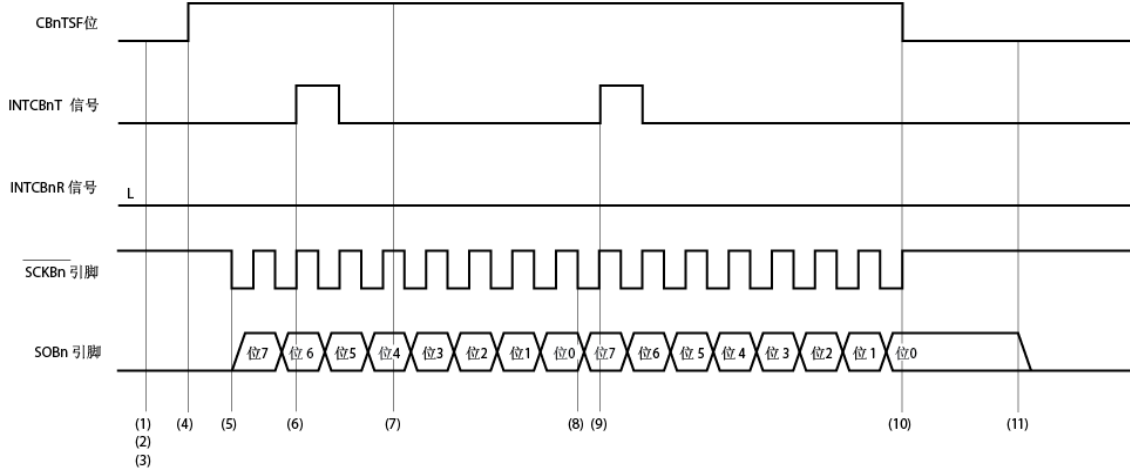 CBnTSF位
INTCBnT 信号
INTCBnR 信号
L
SCKBn 引脚
SOBn 引脚
位7 位6 位5 位4 位3 位2 位1 位0 位7 位6 位5 位4 位3 位2 位1 位0
(1) (4) (5) (6) (7) (8) (9) (10) (11)
(2)
(3)